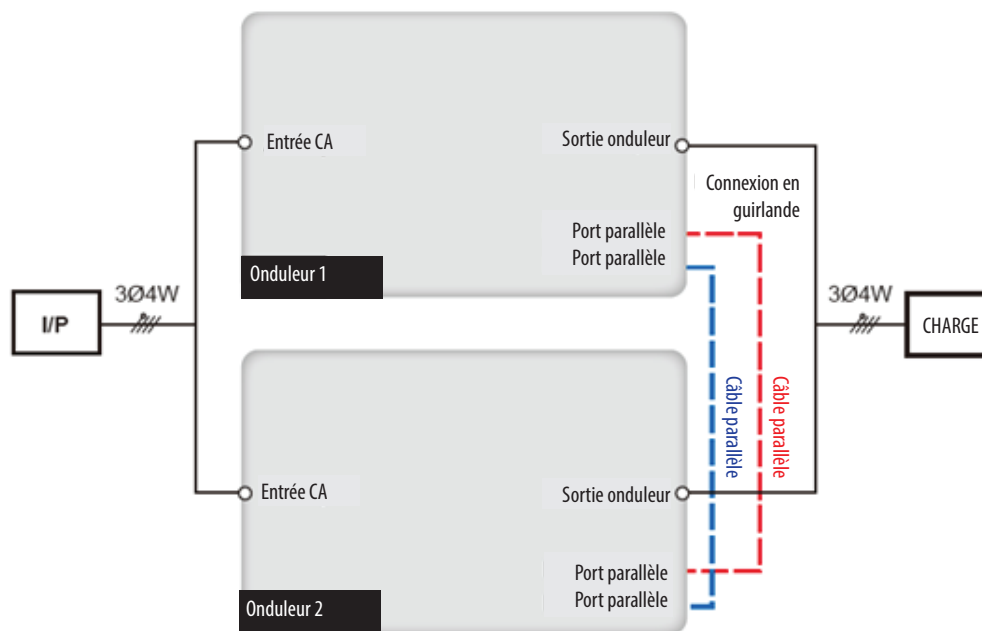 Entrée CA
Sortie onduleur
Connexion en
guirlande
Port parallèle
Port parallèle
Onduleur 1
I/P
3Ø4W
3Ø4W
CHARGE
Câble parallèle
Câble parallèle
Entrée CA
Sortie onduleur
Port parallèle
Port parallèle
Onduleur 2